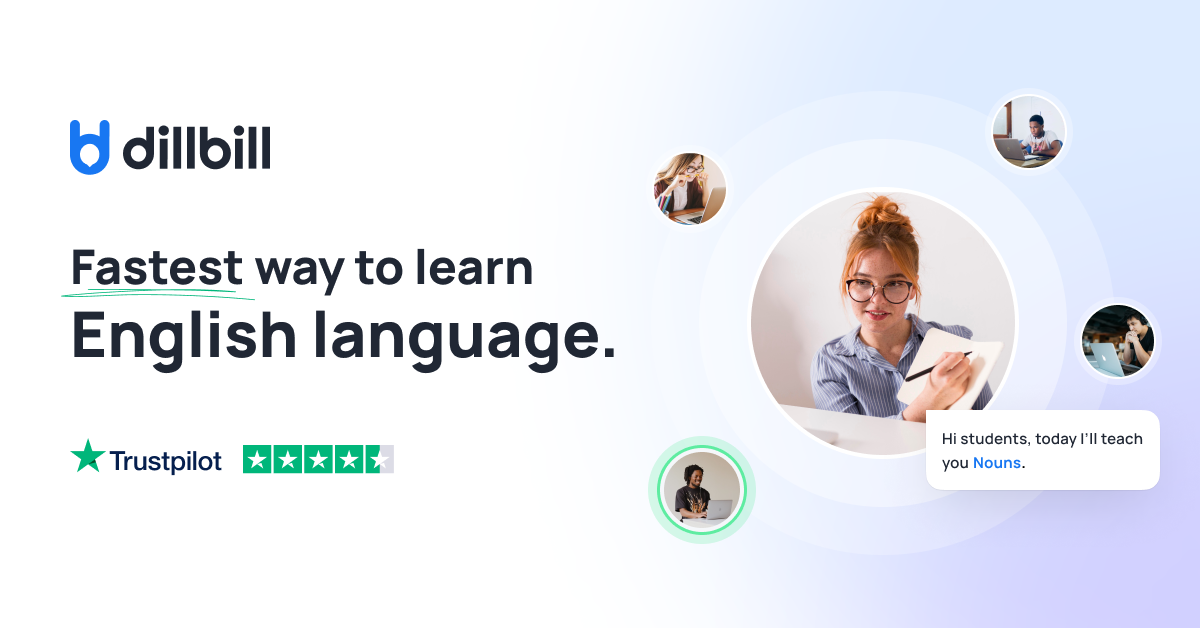 dillbill
Fastest way to learn
English language.
Trustpilot
Hi students, today I'll teach
you Nouns.